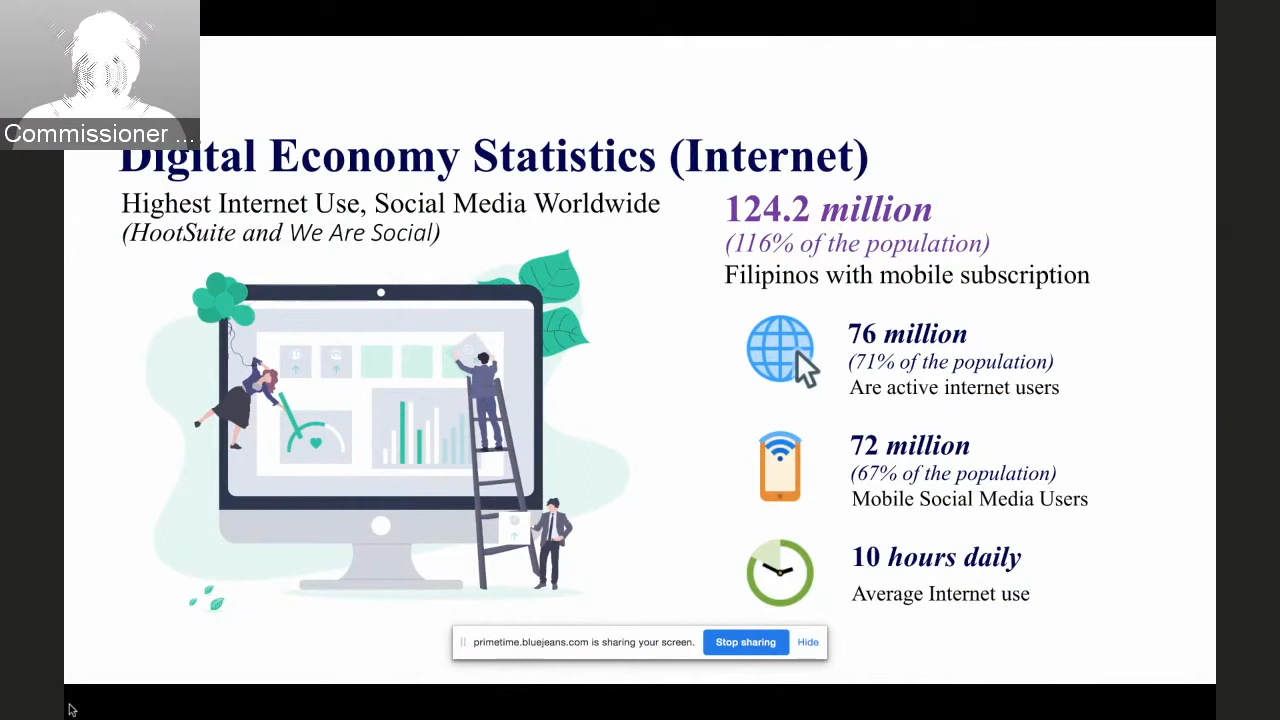 Commissioner ...
Digital Economy Statistics (Internet)
Highest Internet Use, Social Media Worldwide
(HootSuite and We Are Social)
124.2 million
(116% of the population)
Filipinos with mobile subscription
76 million
(71% of the population)
Are active internet users
72 million
(67% of the population)
Mobile Social Media Users
10 hours daily
Average Internet use
primetime.bluejeans.com is sharing your screen. Stop sharing Hide